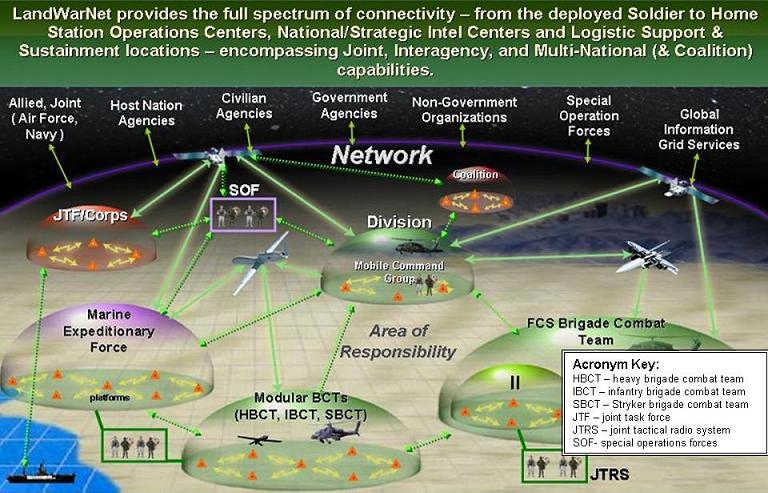 LandWarNet provides the full spectrum of connectivity – from the deployed Soldier to Home
Station Operations Centers, National/Strategic Intel Centers and Logistic Support &
Sustainment locations – encompassing Joint, Interagency, and Multi-National (& Coalition)
capabilities.
Allied, Joint
( Air Force,
Navy )
Host Nation
Agencies
Civilian
Agencies
Government
Agencies
Non-Government
Organizations
Special
Operation
Forces
Global
Information
Grid Services
Network
Coalition
SOF
JTF/Corps
Division
Mobile Command
Group
Marine
Expeditionary
Force
platforms
Area of
Responsibility
FCS Brigade Combat
Team
II
Modular BCTs
(HBCT, IBCT, SBCT)
Acronym Key:
HBCT – heavy brigade combat team
IBCT – infantry brigade combat team
SBCT – Stryker brigade combat team
JTF – joint task force
JTRS – joint tactical radio system
SOF- special operations forces
JTRS